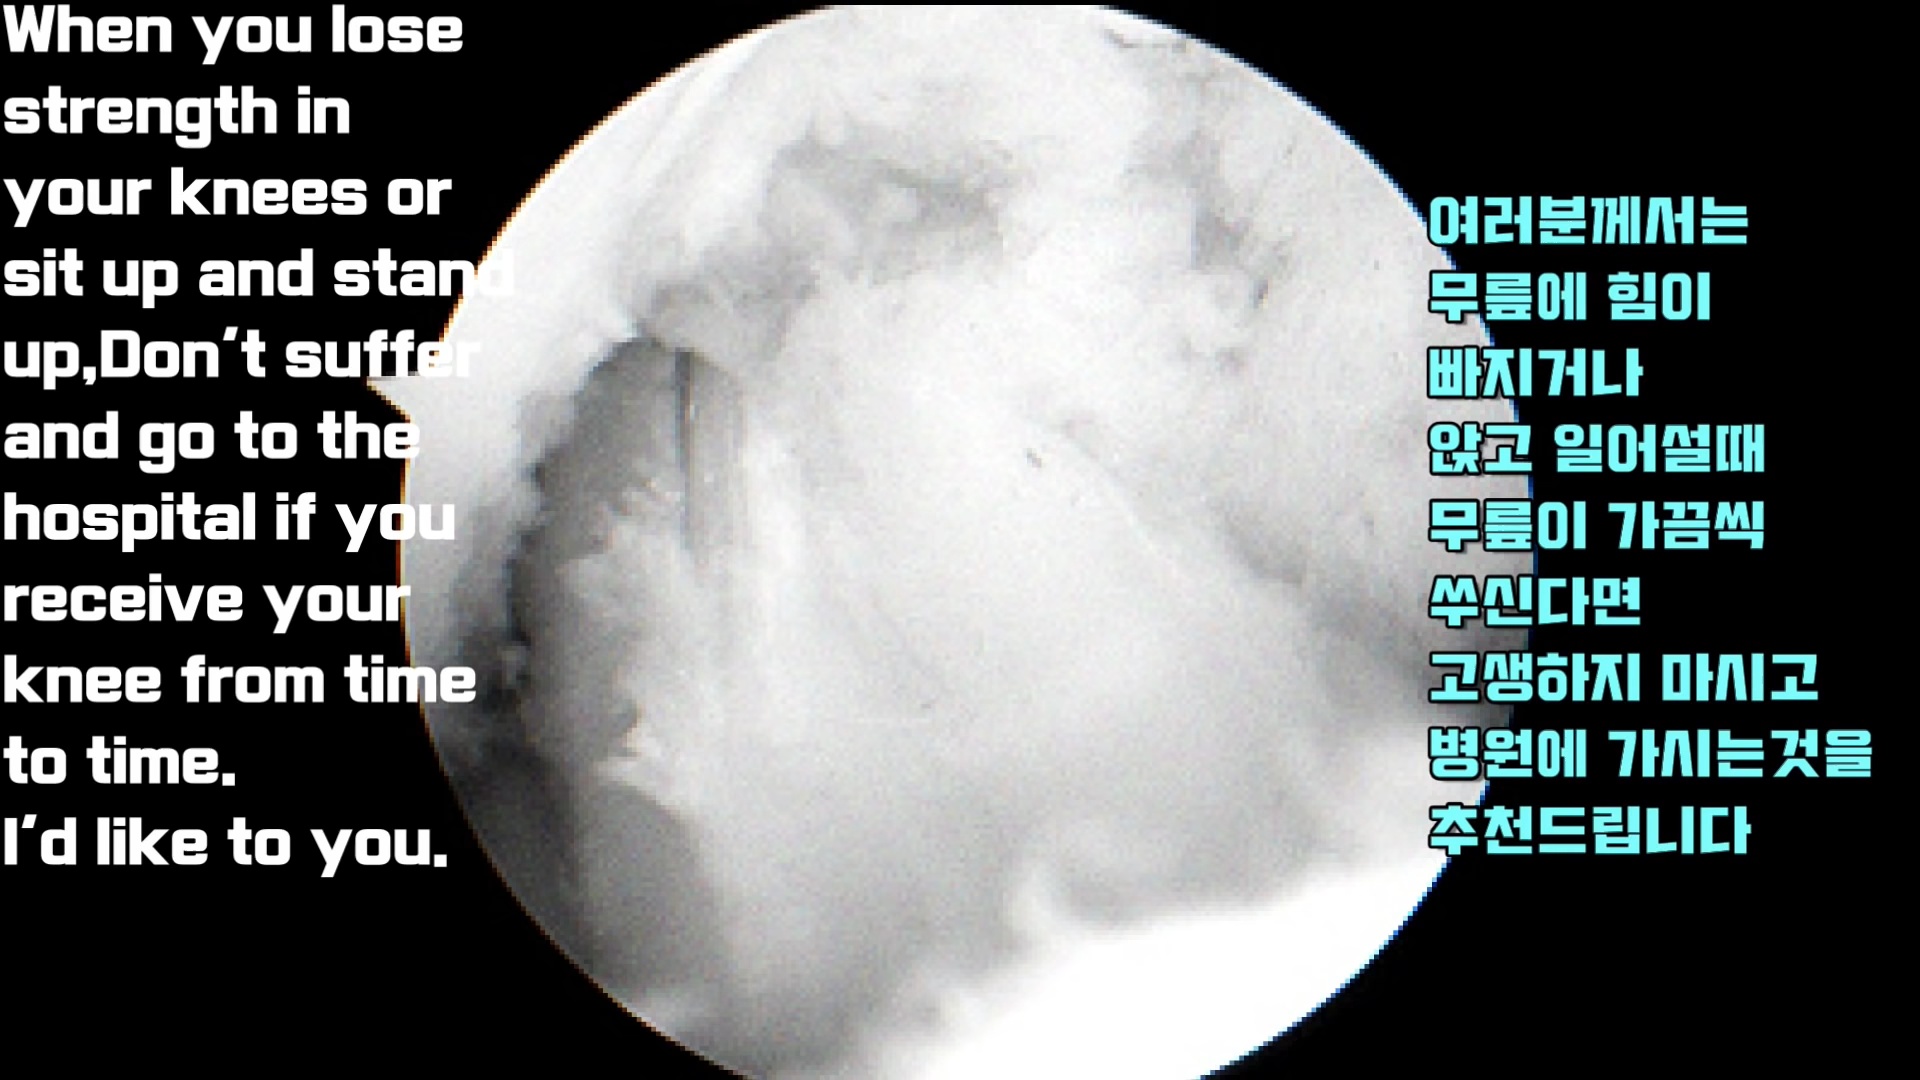 When you lose
strength in
your knees or
sit up and stand
up,Don't suffer
and go to the
hospital if you
receive your
knee from time
to time.
I'd like to you.
여러분께서는
무릎에 힘이
빠지거나
앉고 일어설때
무릎이 가끔씩
쑤신다면
고생하지 마시고
병원에 가시는것을
추천드립니다